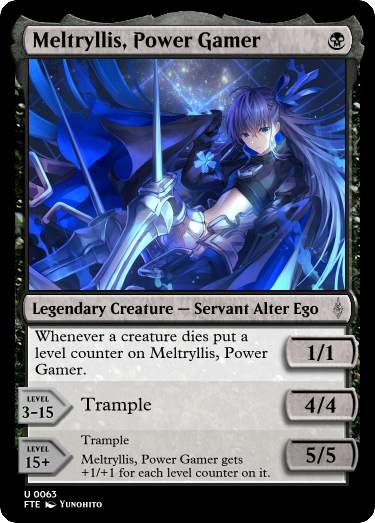 Meltryllis, Power Gamer
Legendary Creature — Servant Alter Ego
Whenever a creature dies put a
level counter on Meltryllis, Power
Gamer.
1/1
LEVEL
3-15
Trample
4/4
LEVEL
15+
Trample
Meltryllis, Power Gamer gets
+1/+1 for each level counter on it.
5/5
U 0063
FTE Yunohito